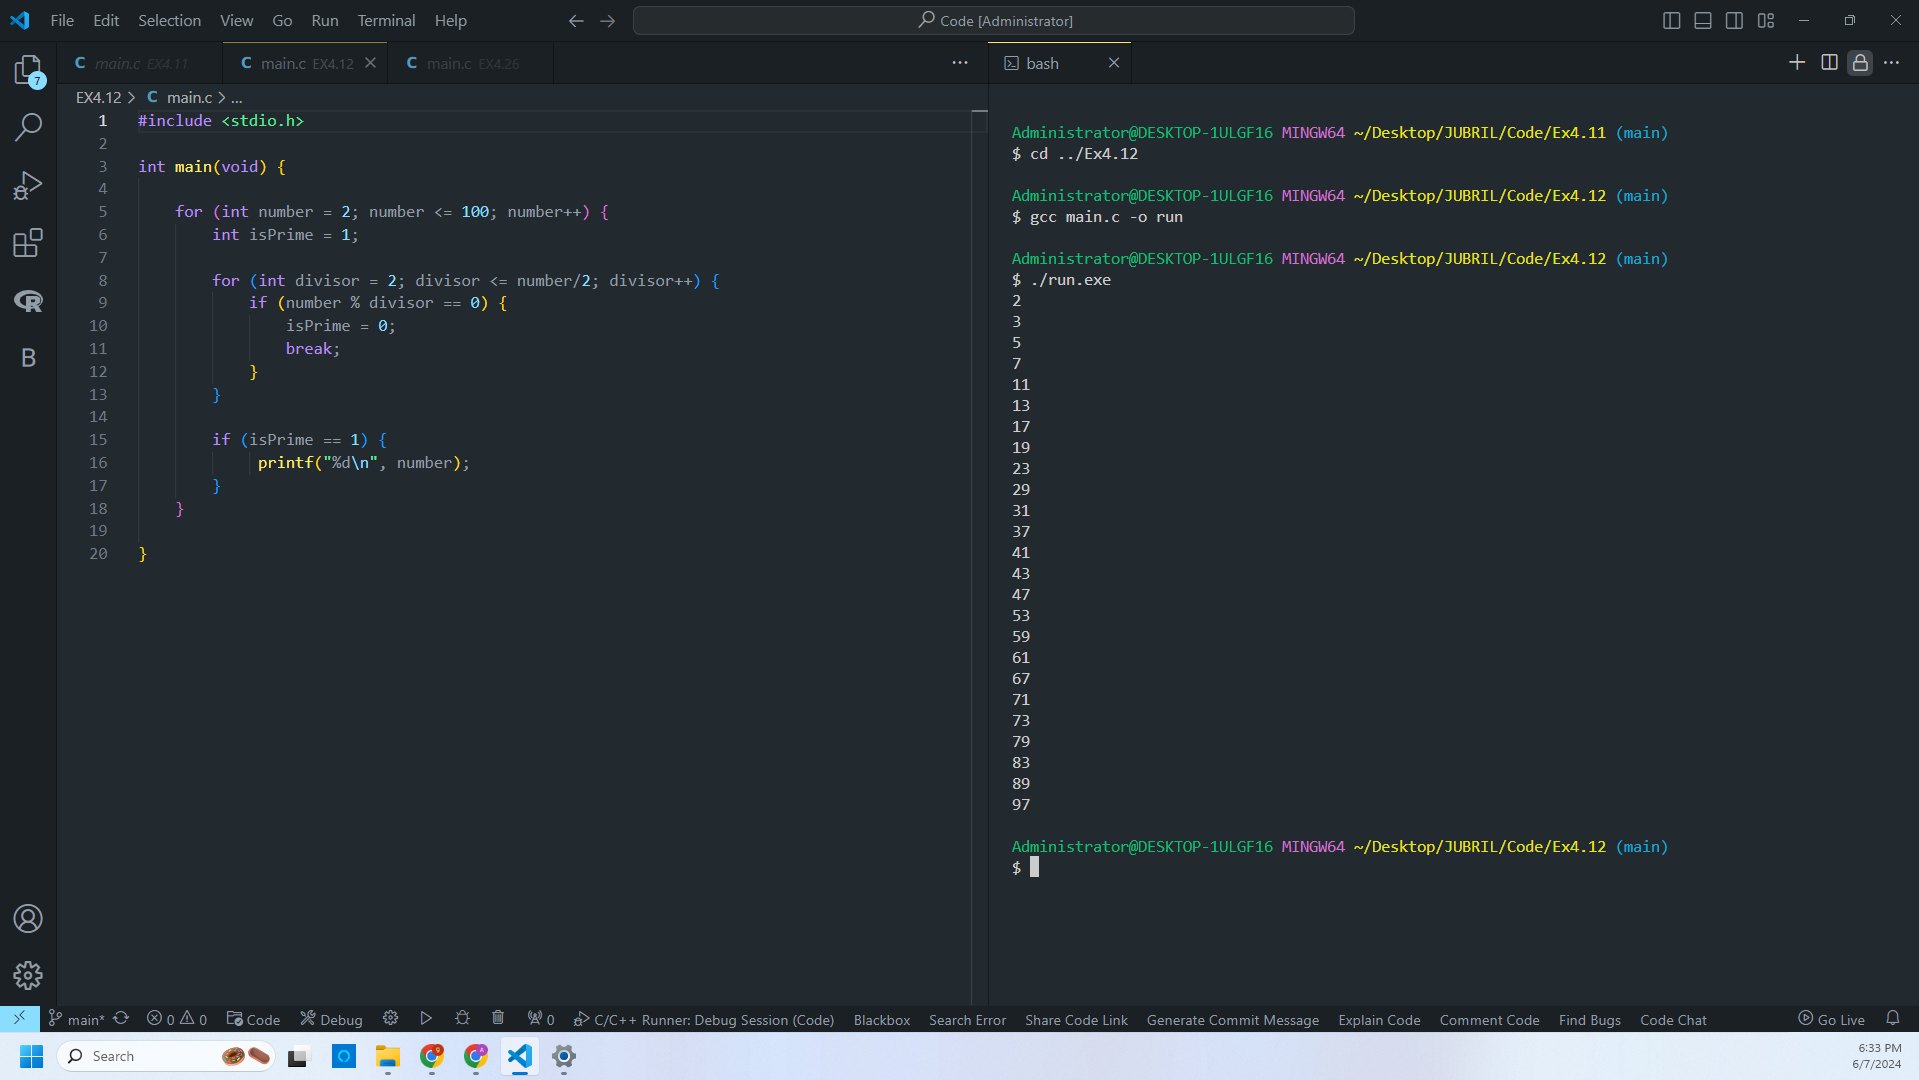 File Edit Selection View Go Run Terminal Help
Code [Administrator]
7
C main.c EX4.11
C main.c EX4.12
C main.c EX4.26
bash
EX4.12 > C main.c > ...
1 #include <stdio.h>
2
3 int main(void) {
4
5     for (int number = 2; number <= 100; number++) {
6         int isPrime = 1;
7
8         for (int divisor = 2; divisor <= number/2; divisor++) {
9             if (number % divisor == 0) {
10                 isPrime = 0;
11                 break;
12             }
13         }
14
15         if (isPrime == 1) {
16              printf("%d\n", number);
17         }
18     }
19
20 }
B
Administrator@DESKTOP-1ULGF16 MINGW64 ~/Desktop/JUBRIL/Code/Ex4.11 (main)
$ cd ../Ex4.12
Administrator@DESKTOP-1ULGF16 MINGW64 ~/Desktop/JUBRIL/Code/Ex4.12 (main)
$ gcc main.c -o run
Administrator@DESKTOP-1ULGF16 MINGW64 ~/Desktop/JUBRIL/Code/Ex4.12 (main)
$ ./run.exe
2
3
5
7
11
13
17
19
23
29
31
37
41
43
47
53
59
61
67
71
73
79
83
89
97
Administrator@DESKTOP-1ULGF16 MINGW64 ~/Desktop/JUBRIL/Code/Ex4.12 (main)
$
main* 0 0 Code Debug 0 C/C++ Runner: Debug Session (Code) Blackbox Search Error Share Code Link Generate Commit Message Explain Code Comment Code Find Bugs Code Chat Go Live
Search
6:33 PM
6/7/2024